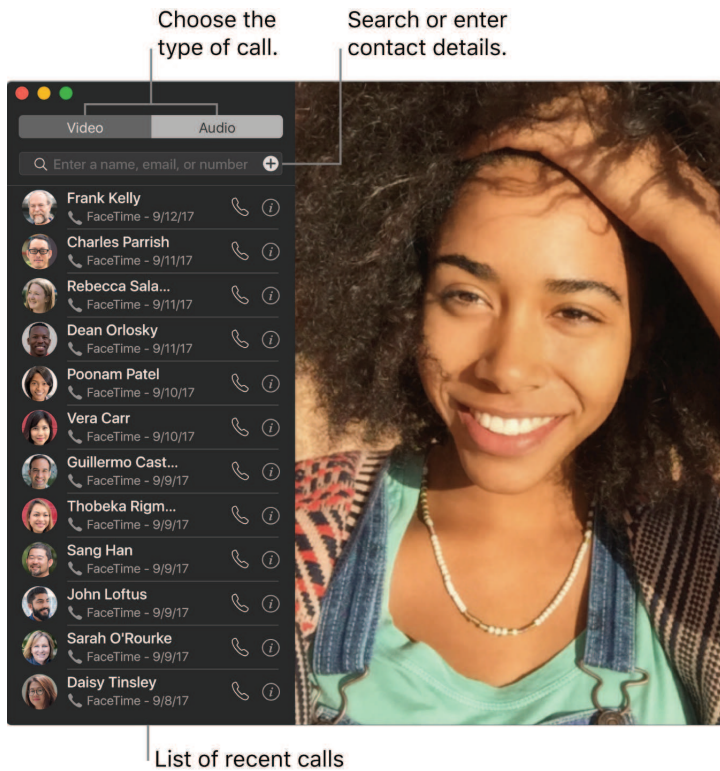 Choose the
type of call.
Search or enter
contact details.
Video
Audio
Enter a name, email, or number
Frank Kelly
FaceTime - 9/12/17
Charles Parrish
FaceTime - 9/11/17
Rebecca Sala...
FaceTime - 9/11/17
Dean Orlosky
FaceTime - 9/11/17
Poonam Patel
FaceTime - 9/10/17
Vera Carr
FaceTime - 9/10/17
Guillermo Cast...
FaceTime - 9/9/17
Thobeka Rigm...
FaceTime - 9/9/17
Sang Han
FaceTime - 9/9/17
John Loftus
FaceTime - 9/9/17
Sarah O'Rourke
FaceTime - 9/9/17
Daisy Tinsley
FaceTime - 9/8/17
List of recent calls